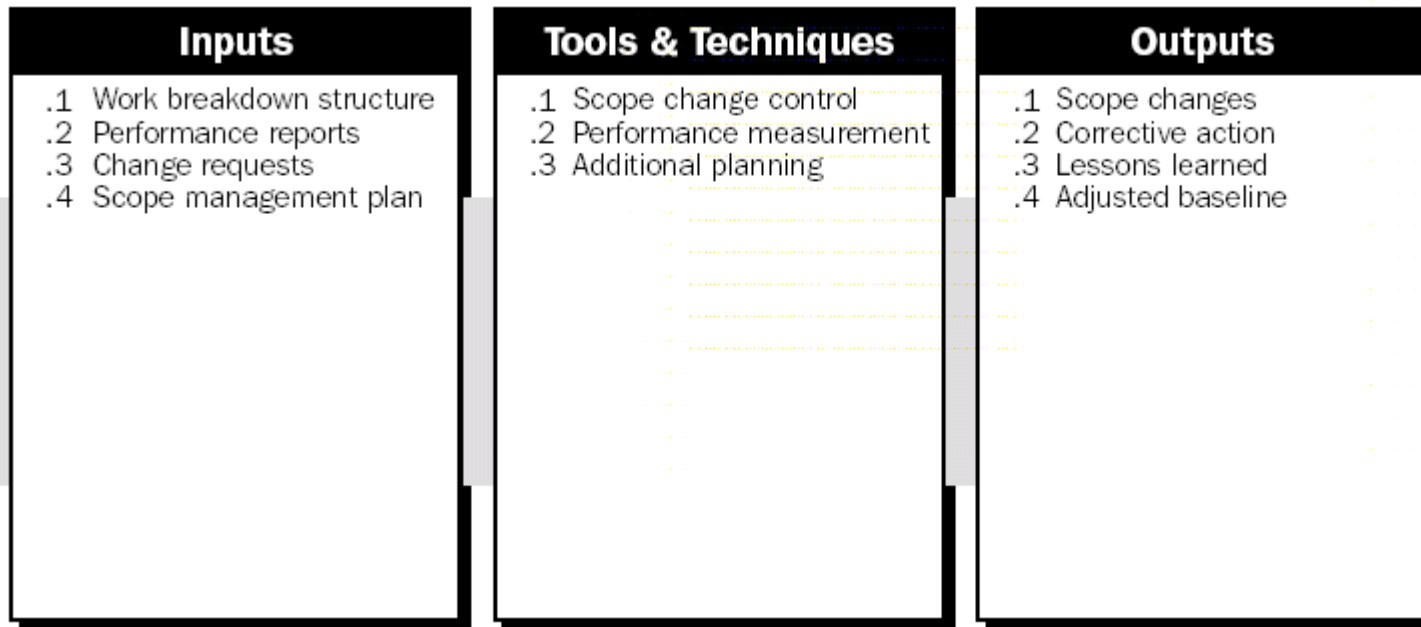 Inputs
.1 Work breakdown structure
.2 Performance reports
.3 Change requests
.4 Scope management plan
Tools & Techniques
.1 Scope change control
.2 Performance measurement
.3 Additional planning
Outputs
.1 Scope changes
.2 Corrective action
.3 Lessons learned
.4 Adjusted baseline